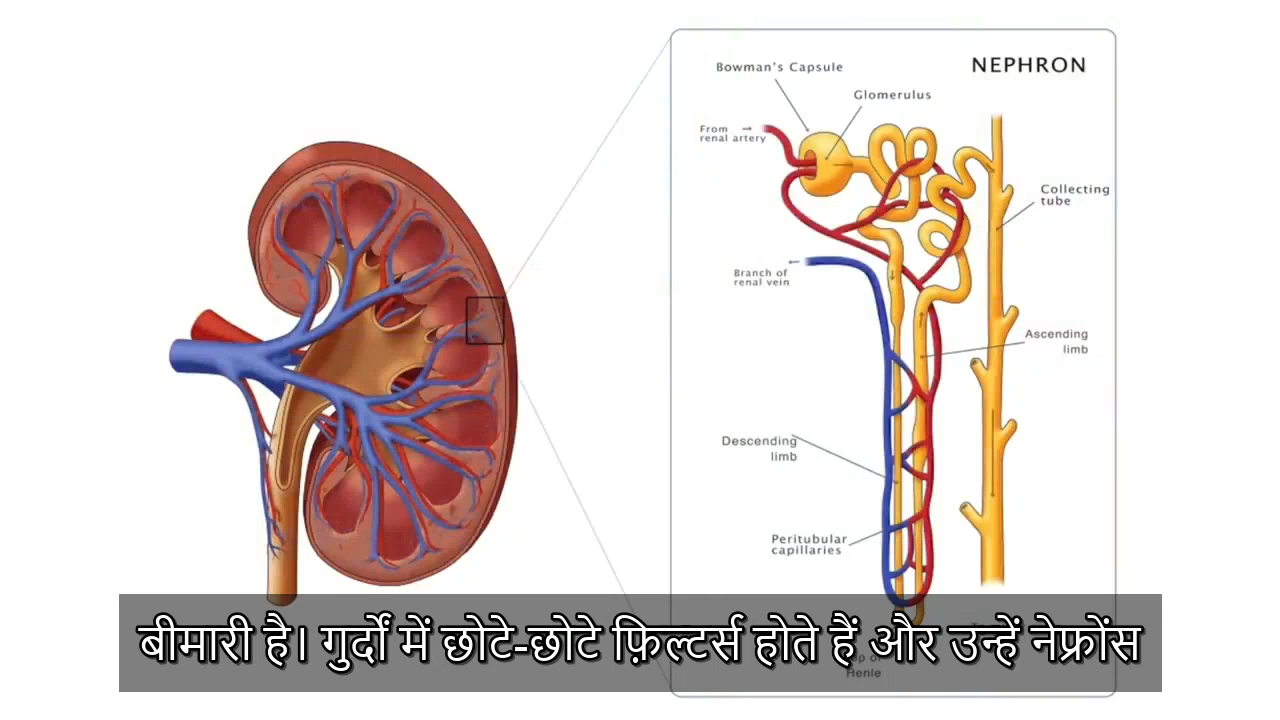 NEPHRON
Bowman's Capsule
Glomerulus
From
renal artery
Collecting
tube
Branch of
renal vein
Ascending
limb
Descending
limb
Peritubular
capillaries
बीमारी है। गुर्दों में छोटे-छोटे फ़िल्टर्स होते हैं और उन्हें नेफ्रोंस
of
Henle